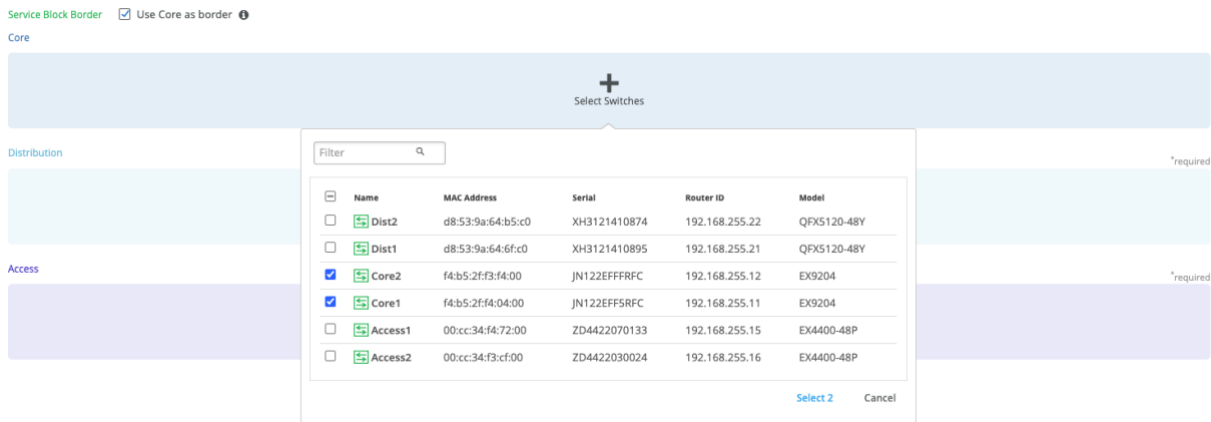 Service Block Border Use Core as border
Core
Select Switches
Distribution
*required
Filter
Name MAC Address Serial Router ID Model
Dist2 d8:53:9a:64:b5:c0 XH3121410874 192.168.255.22 QFX5120-48Y
Dist1 d8:53:9a:64:6f:c0 XH3121410895 192.168.255.21 QFX5120-48Y
Access
*required
Core2 f4:b5:2f:f3:f4:00 JN122EFFFRFC 192.168.255.12 EX9204
Core1 f4:b5:2f:f4:04:00 JN122EFF5RFC 192.168.255.11 EX9204
Access1 00:cc:34:f4:72:00 ZD4422070133 192.168.255.15 EX4400-48P
Access2 00:cc:34:f3:cf:00 ZD4422030024 192.168.255.16 EX4400-48P
Select 2 Cancel